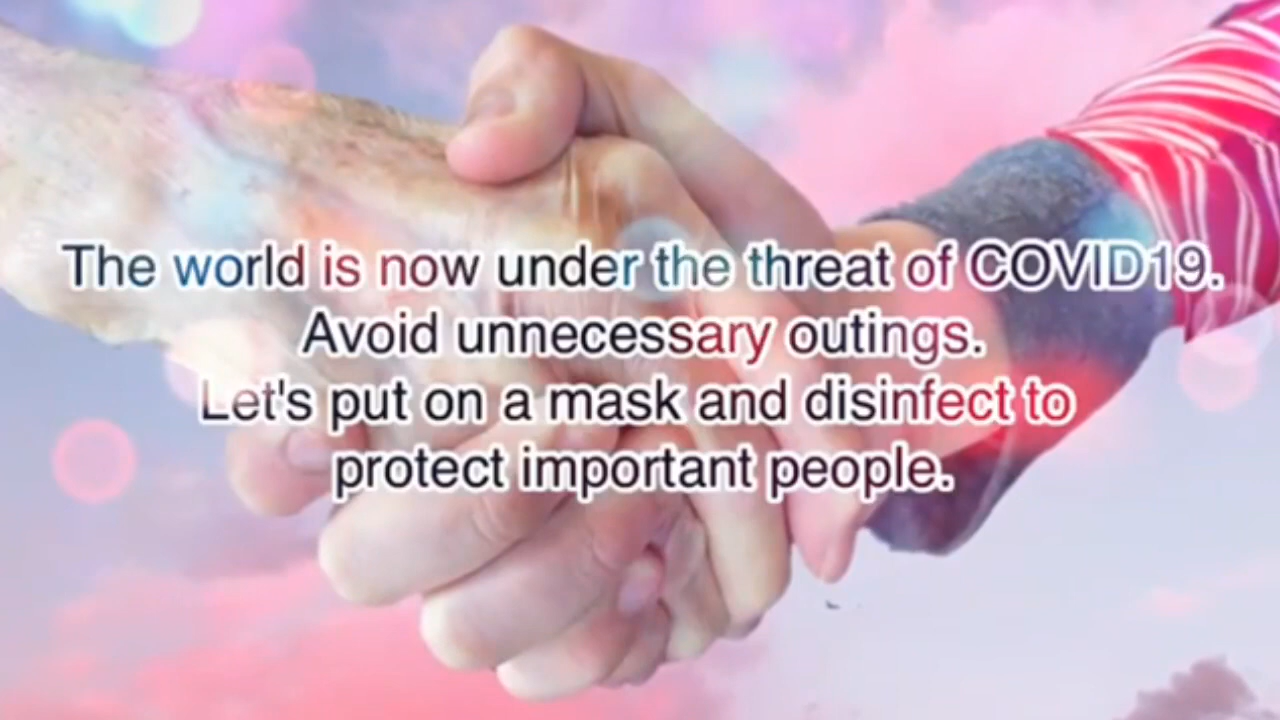 The world is now under the threat of COVID19.
Avoid unnecessary outings.
Let's put on a mask and disinfect to
protect important people.